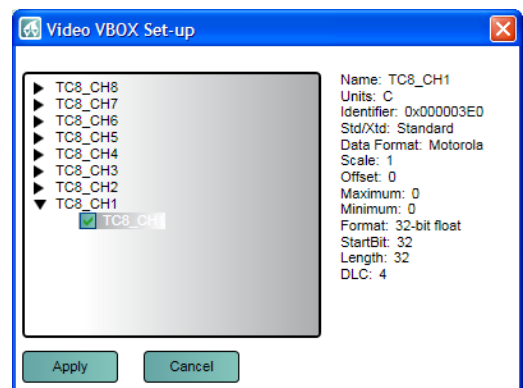 Video VBOX Set-up
TC8_CH8
TC8_CH7
TC8_CH6
TC8_CH5
TC8_CH4
TC8_CH3
TC8_CH2
TC8_CH1
TC8_CH1
Name: TC8_CH1
Units: C
Identifier: 0x000003E0
Std/Xtd: Standard
Data Format: Motorola
Scale: 1
Offset: 0
Maximum: 0
Minimum: 0
Format: 32-bit float
StartBit: 32
Length: 32
DLC: 4
Apply
Cancel